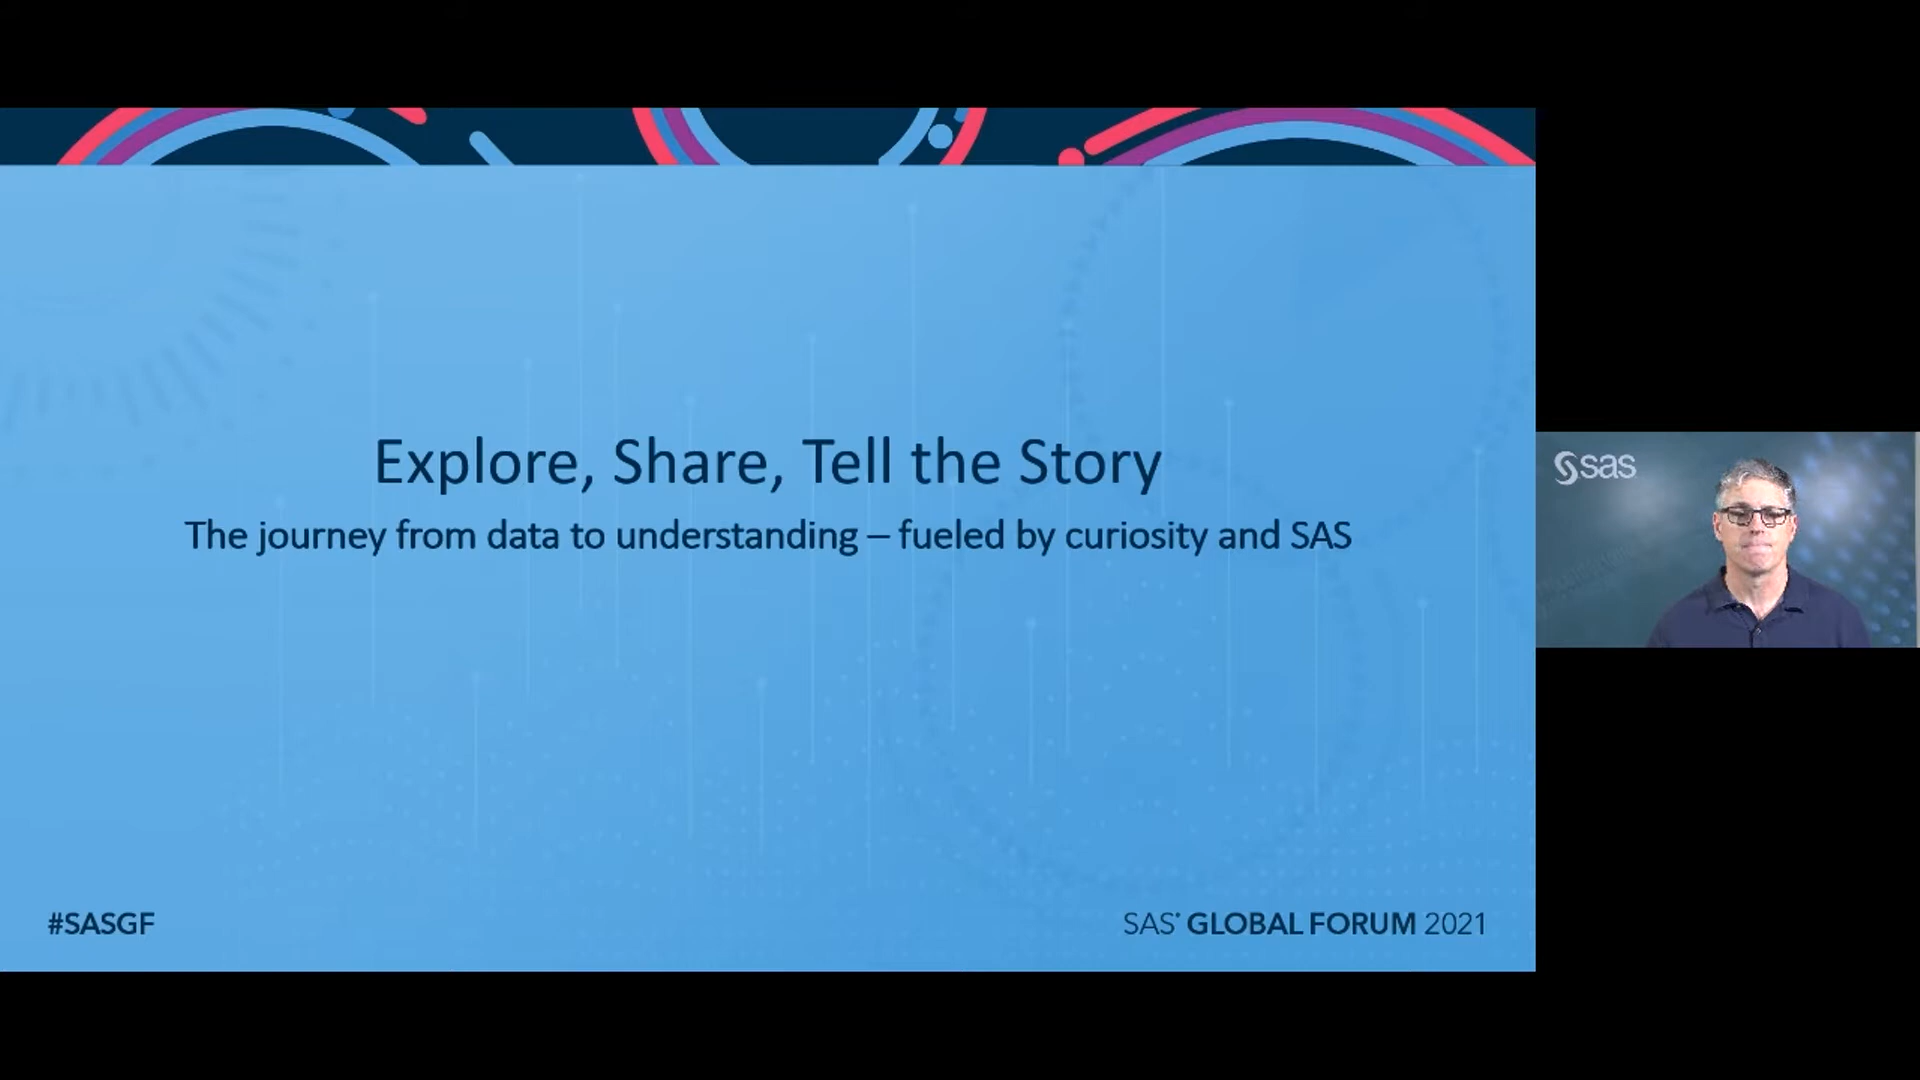 Explore, Share, Tell the Story
The journey from data to understanding – fueled by curiosity and SAS
sas
#SASGF
SAS® GLOBAL FORUM 2021